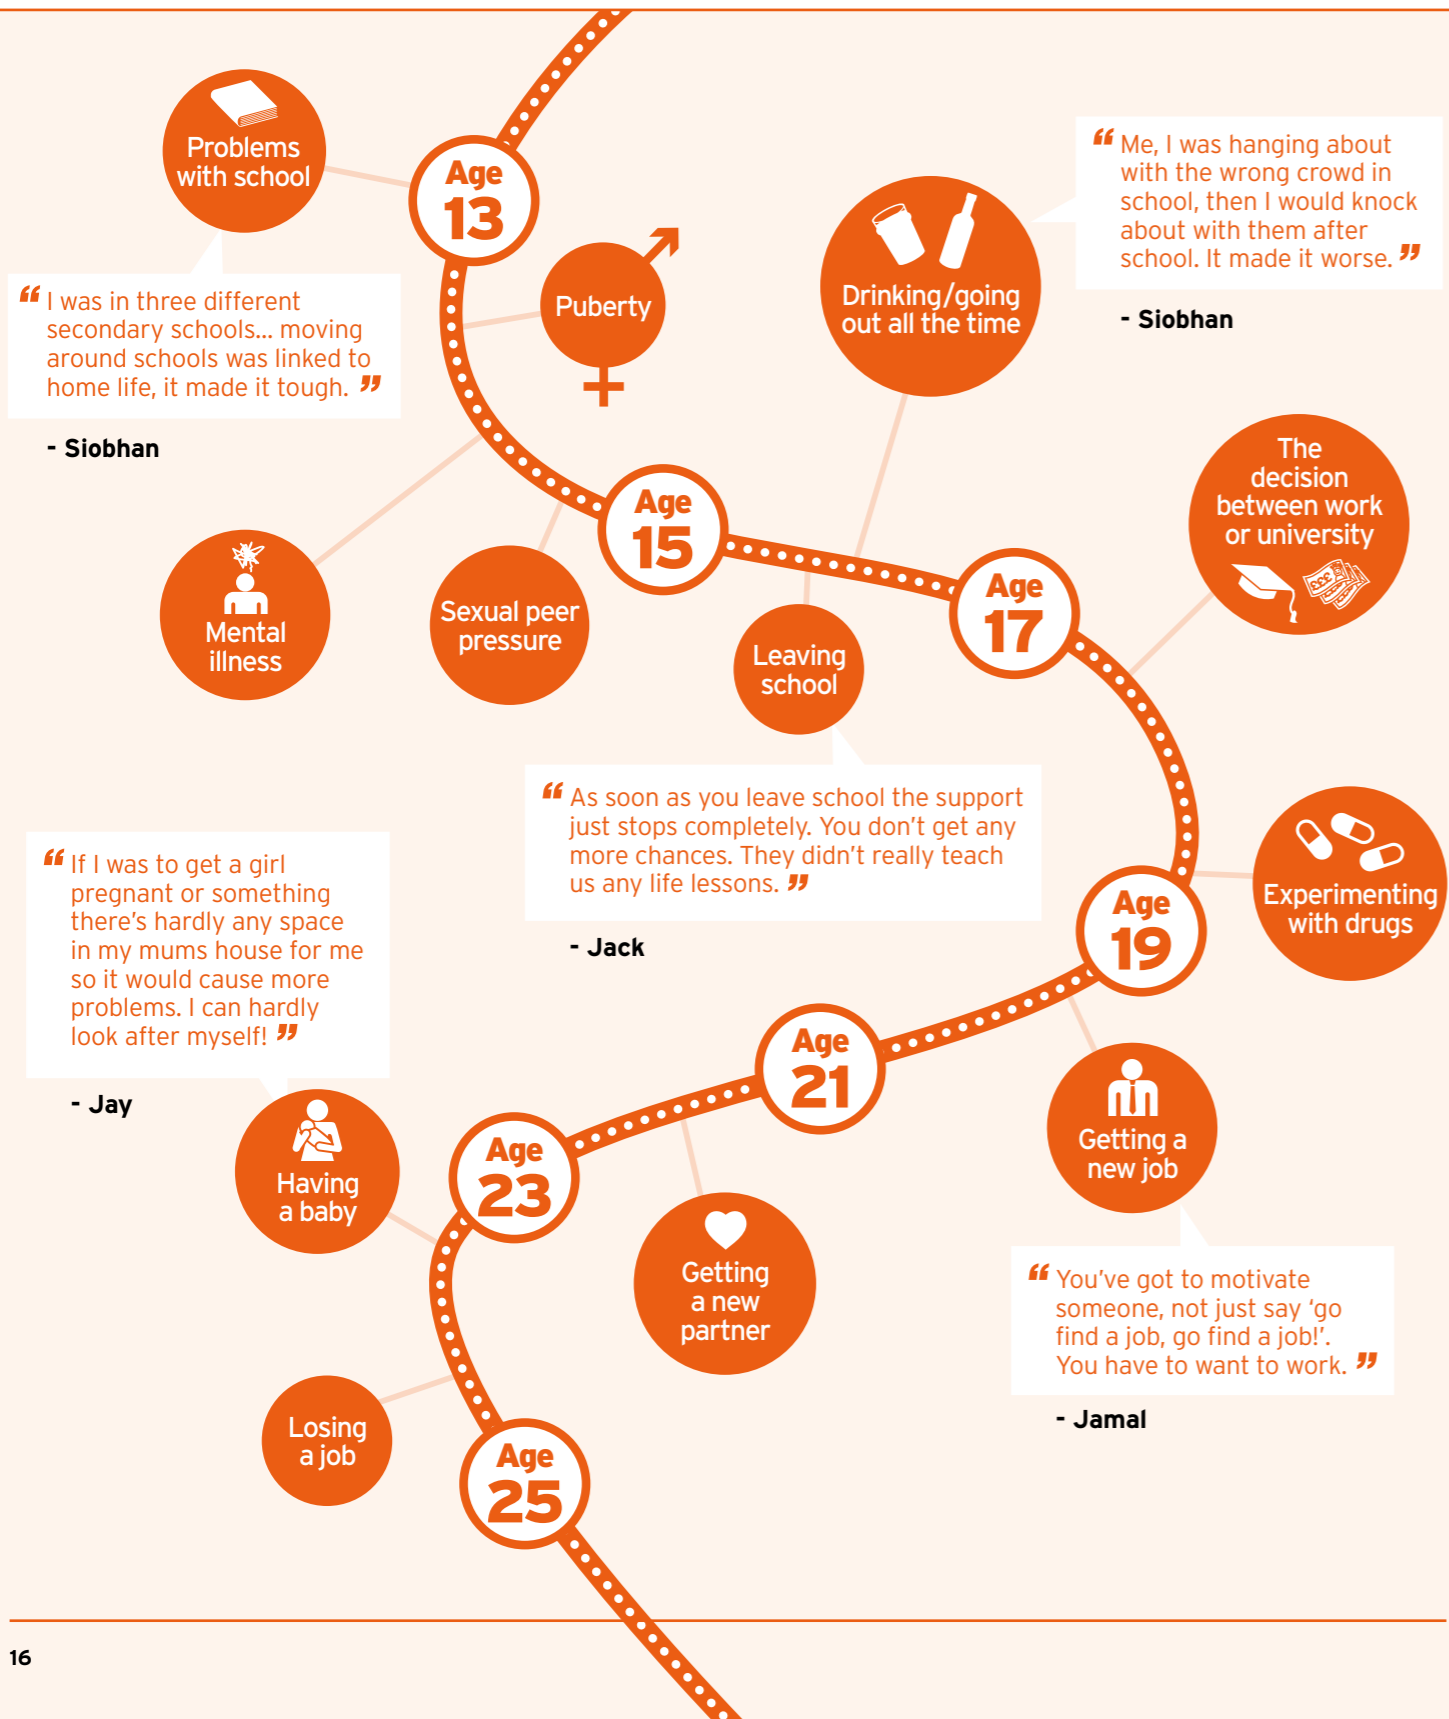 Problems
with school
Age
13
“ I was in three different
secondary schools... moving
around schools was linked to
home life, it made it tough. ”
- Siobhan
Puberty
Drinking/going
out all the time
“ Me, I was hanging about
with the wrong crowd in
school, then I would knock
about with them after
school. It made it worse. ”
- Siobhan
Mental
illness
Sexual peer
pressure
Age
15
Leaving
school
“ As soon as you leave school the support
just stops completely. You don’t get any
more chances. They didn’t really teach
us any life lessons. ”
- Jack
Age
17
The
decision
between work
or university
£££
Experimenting
with drugs
Age
19
Getting a
new job
“ You’ve got to motivate
someone, not just say ‘go
find a job, go find a job!’.
You have to want to work. ”
- Jamal
Age
21
Getting
a new
partner
Age
23
“ If I was to get a girl
pregnant or something
there’s hardly any space
in my mums house for me
so it would cause more
problems. I can hardly
look after myself! ”
- Jay
Having
a baby
Losing
a job
Age
25
16